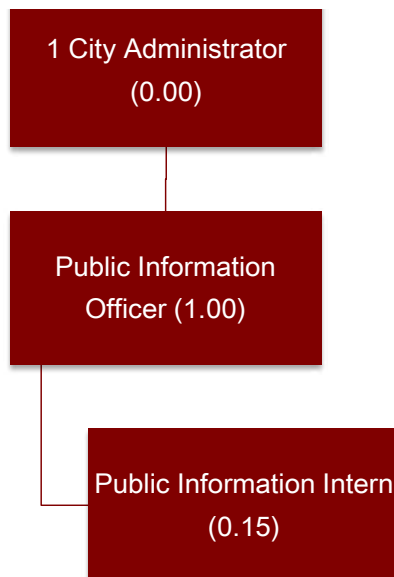 1 City Administrator
(0.00)
Public Information
Officer (1.00)
Public Information Intern
(0.15)